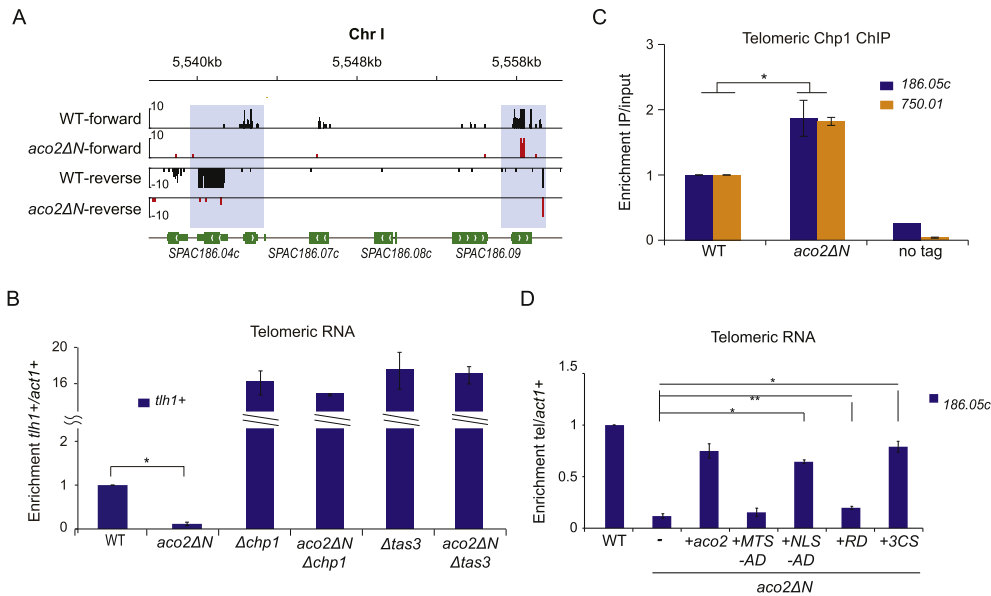 A
Chr I
5,540kb 5,548kb 5,558kb
10
WT-forward
10
aco2ΔN-forward
WT-reverse
-10
aco2ΔN-reverse
-10
SPAC186.04c SPAC186.07c SPAC186.08c SPAC186.09
B
Telomeric RNA
Enrichment tlh1+/act1+
20
16
2
1
0
tlh1+
*
WT aco2ΔN Δchp1 aco2ΔN Δtas3 aco2ΔN
Δchp1 Δtas3
C
Telomeric Chp1 ChIP
Enrichment IP/input
3
2
1
0
*
186.05c
750.01
WT aco2ΔN no tag
D
Telomeric RNA
Enrichment tel/act1+
1.5
1
0.5
0
*
**
*
186.05c
WT - +aco2 +MTS +NLS +RD +3CS
-AD -AD
aco2ΔN